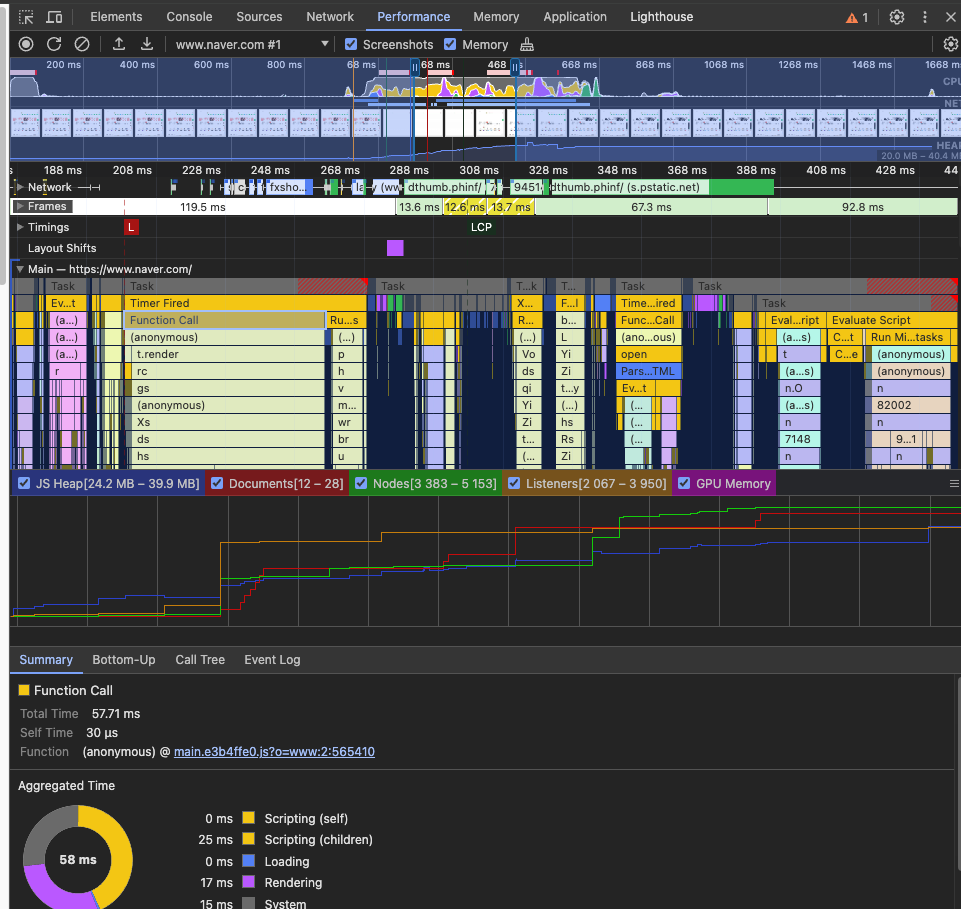 Elements Console Sources Network Performance Memory Application Lighthouse 1
www.naver.com #1 Screenshots Memory
200 ms 400 ms 600 ms 68 ms 68 ms 468 668 ms 868 ms 1068 ms 1268 ms 1468 ms 1668 ms
CPU
NET
HEAP
20.0 MB – 40.4 M
188 ms 208 ms 228 ms 248 ms 268 ms 288 ms 308 ms 328 ms 348 ms 368 ms 388 ms 408 ms 428 ms 44
Network fxsho... la (ww dthumb.phinf/ 9451 dthumb.phinf/ (s.pstatic.net)
Frames 119.5 ms 13.6 ms 12.6 ms 13.7 ms 67.3 ms 92.8 ms
Timings L LCP
Layout Shifts
Main — https://www.naver.com/
Task Task Task T...k T... Task Task
Ev...t Timer Fired X... F...l Time...ired Task
(a...) Function Call Ru...s R... b... Func...Call Eval...ript Evaluate Script
(a...) (anonymous) (...) (...) L (ano...ous) (a...s) C...t Run Mi...tasks
(a...) t.render p Vo Yi open t C...e (anonymous)
r rc h ds Zi Pars...TML (a...s) (anonymous)
gs v qi t...y Ev...t n.O n
(anonymous) m... Yi (...) (... (a...s) 82002
Xs wr Zi hs (... n n
ds br t... Rs (... 7148 9...1
hs u (... Zi n n
JS Heap[24.2 MB – 39.9 MB] Documents[12 – 28] Nodes[3 383 – 5 153] Listeners[2 067 – 3 950] GPU Memory
Summary Bottom-Up Call Tree Event Log
Function Call
Total Time 57.71 ms
Self Time 30 μs
Function (anonymous) @ main.e3b4ffe0.js?o=www:2:565410
Aggregated Time
0 ms Scripting (self)
25 ms Scripting (children)
58 ms
0 ms Loading
17 ms Rendering
15 ms System